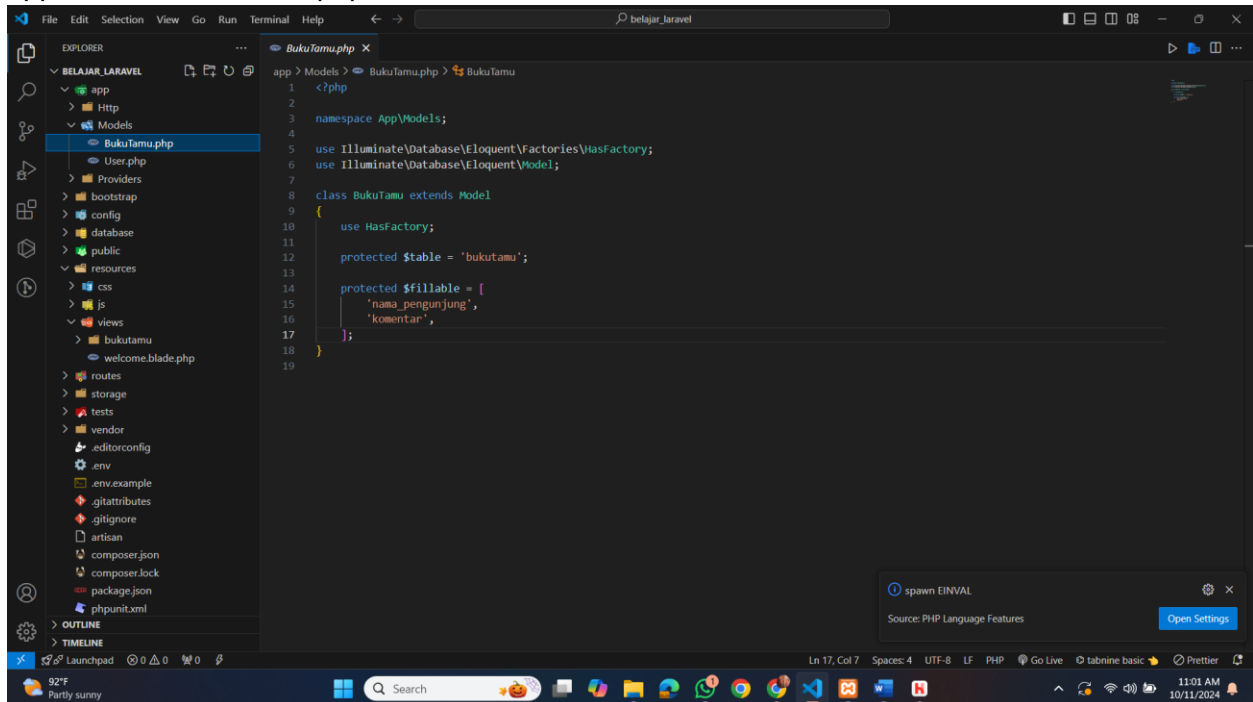 File Edit Selection View Go Run Terminal Help
belajar_laravel
EXPLORER
BukuTamu.php
BELAJAR_LARAVEL
app > Models > BukuTamu.php > BukuTamu
app
Http
Models
BukuTamu.php
User.php
Providers
bootstrap
config
database
public
resources
css
js
views
bukutamu
welcome.blade.php
routes
storage
tests
vendor
.editorconfig
.env
.env.example
.gitattributes
.gitignore
artisan
composer.json
composer.lock
package.json
phpunit.xml
OUTLINE
TIMELINE
1 <?php
2
3 namespace App\Models;
4
5 use Illuminate\Database\Eloquent\Factories\HasFactory;
6 use Illuminate\Database\Eloquent\Model;
7
8 class BukuTamu extends Model
9 {
10 use HasFactory;
11
12 protected $table = 'bukutamu';
13
14 protected $fillable = [
15 'nama_pengunjung',
16 'komentar',
17 ];
18 }
19
spawn EINVAL
Source: PHP Language Features
Open Settings
Launchpad 0 0 0 Ln 17, Col 7 Spaces: 4 UTF-8 LF PHP Go Live tabnine basic Prettier
92°F
Partly sunny
Search
11:01 AM
10/11/2024